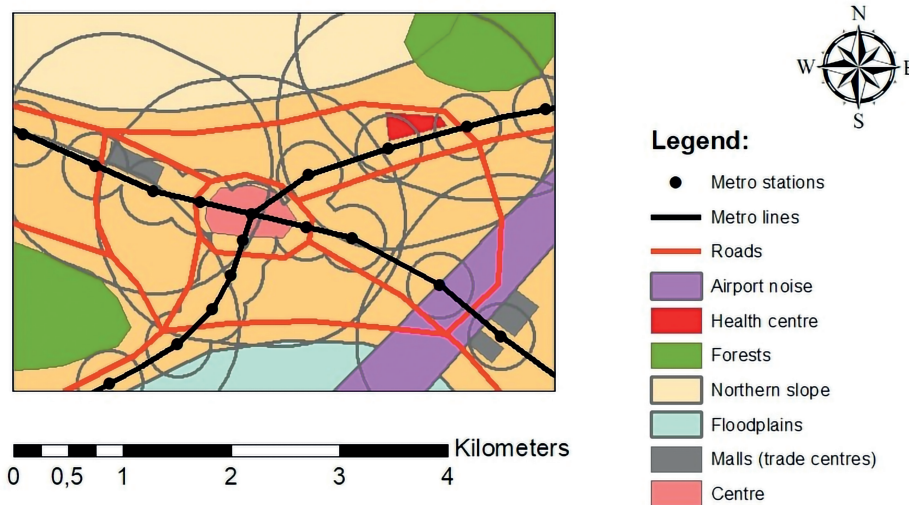 N
W E
S
Legend:
Metro stations
Metro lines
Roads
Airport noise
Health centre
Forests
Northern slope
Floodplains
Malls (trade centres)
Centre
Kilometers
0 0,5 1 2 3 4